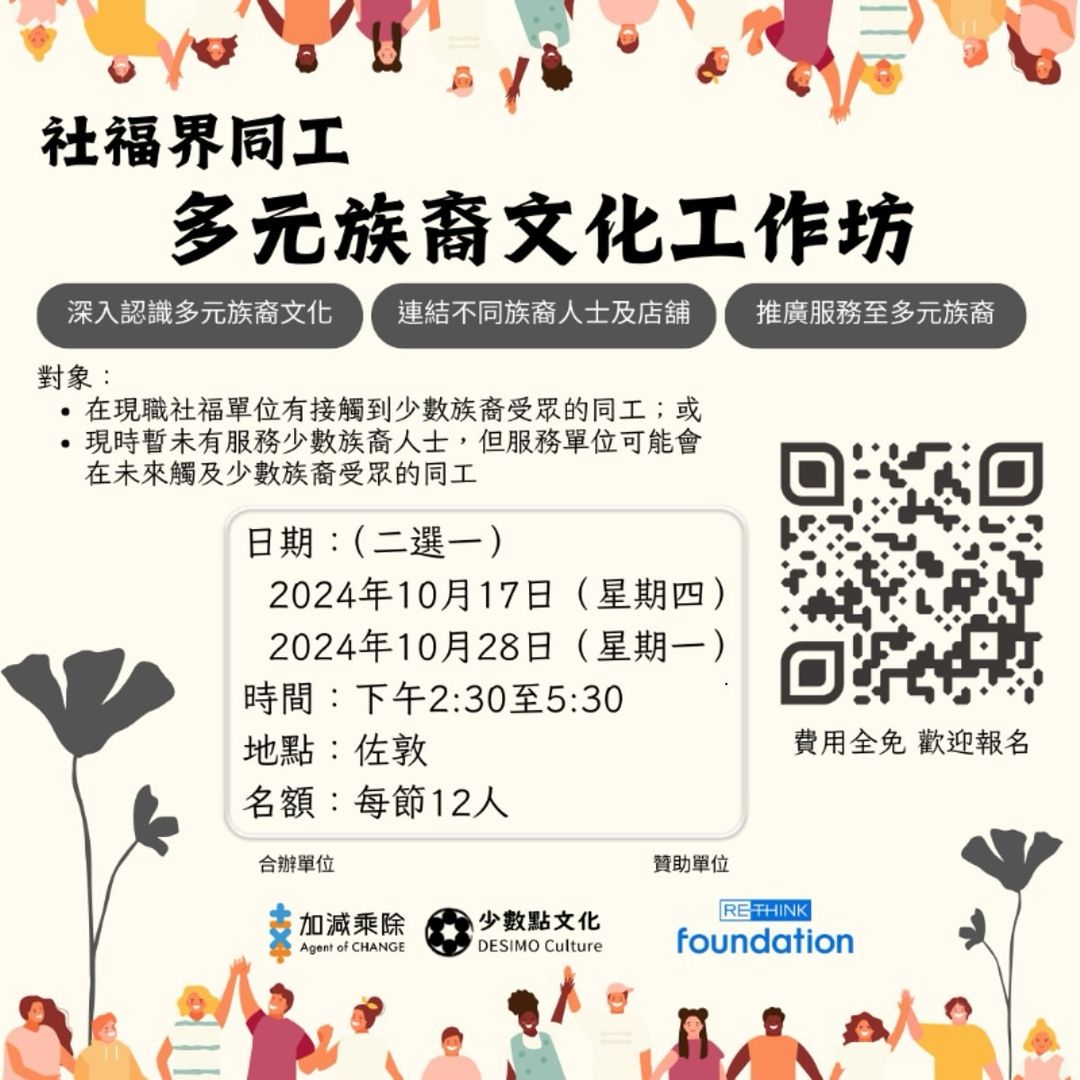 社福界同工
多元族裔文化工作坊
深入認識多元族裔文化
連結不同族裔人士及店舖
推廣服務至多元族裔
對象：
• 在現職社福單位有接觸到少數族裔受眾的同工；或
• 現時暫未有服務少數族裔人士，但服務單位可能會
在未來觸及少數族裔受眾的同工
日期：（二選一）
2024年10月17日（星期四）
2024年10月28日（星期一）
時間：下午2:30至5:30
地點：佐敦
名額：每節12人
費用全免 歡迎報名
合辦單位
加減乘除
Agent of CHANGE
少數點文化
DESIMO Culture
贊助單位
RE-THINK
foundation